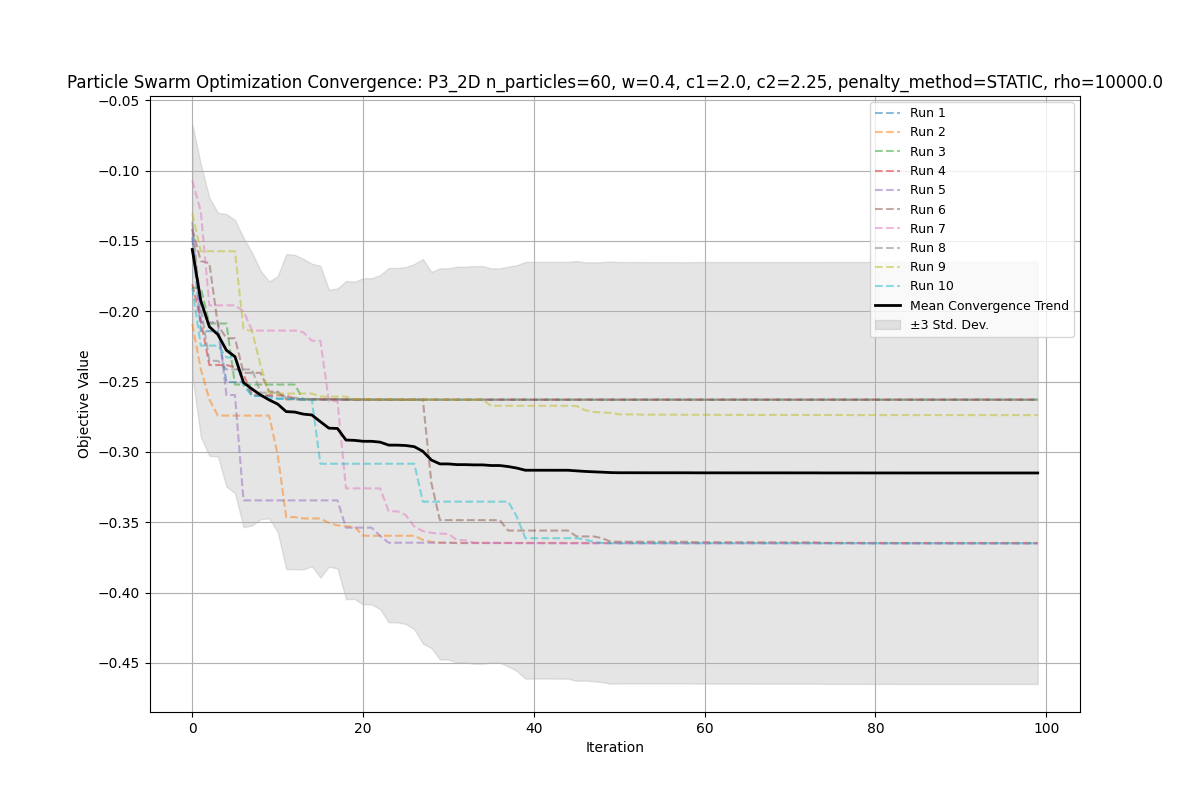 Particle Swarm Optimization Convergence: P3_2D n_particles=60, w=0.4, c1=2.0, c2=2.25, penalty_method=STATIC, rho=10000.0
−0.05
−0.10
−0.15
−0.20
−0.25
−0.30
−0.35
−0.40
−0.45
Objective Value
Run 1
Run 2
Run 3
Run 4
Run 5
Run 6
Run 7
Run 8
Run 9
Run 10
Mean Convergence Trend
±3 Std. Dev.
0 20 40 60 80 100
Iteration